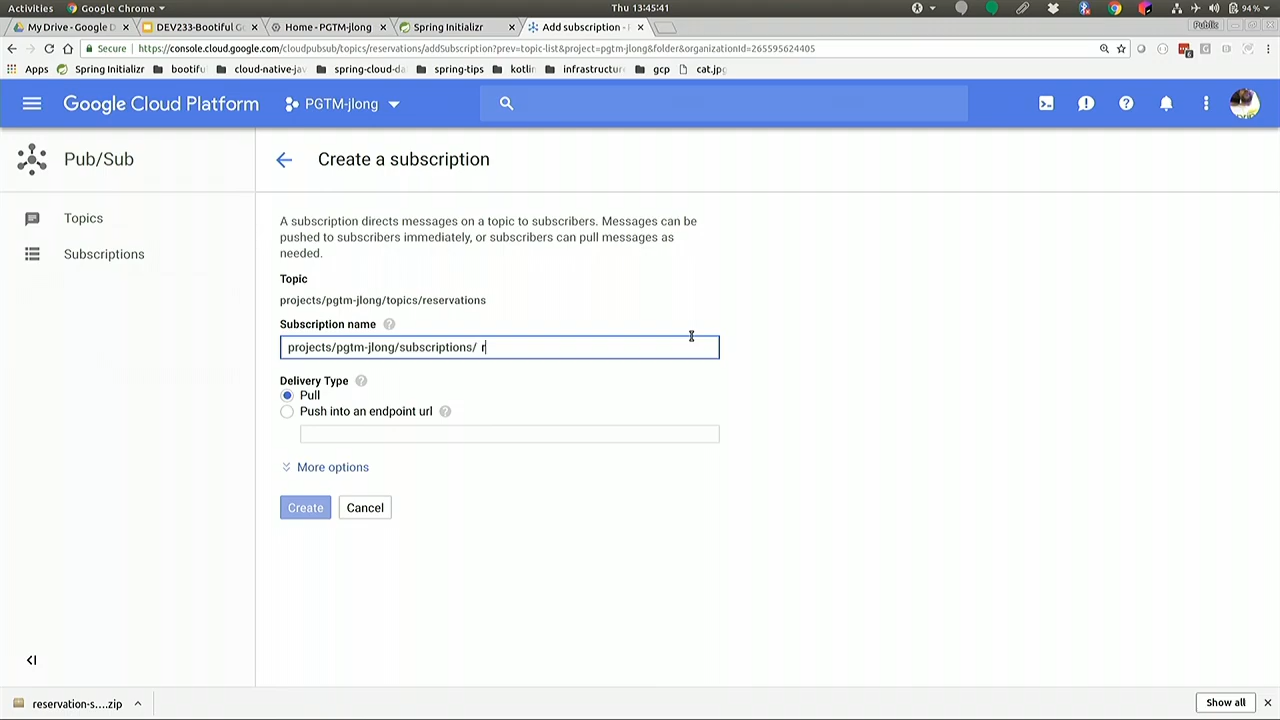 Activities Google Chrome Thu 13:45:41 94%
My Drive - Google D DEV233-Bootiful G Home - PGTM-jlong Spring Initializr Add subscription - Public
Secure https://console.cloud.google.com/cloudpubsub/topics/reservations/addSubscription?prev=topic-list&project=pgtm-jlong&folder&organizationId=265595624405
Apps Spring Initializr bootifu cloud-native-jav spring-cloud-da spring-tips kotlin infrastructur gcp cat.jpg
Google Cloud Platform PGTM-jlong
Pub/Sub
Create a subscription
Topics
Subscriptions
A subscription directs messages on a topic to subscribers. Messages can be
pushed to subscribers immediately, or subscribers can pull messages as
needed.
Topic
projects/pgtm-jlong/topics/reservations
Subscription name
projects/pgtm-jlong/subscriptions/ r
Delivery Type
Pull
Push into an endpoint url
More options
Create Cancel
reservation-s....zip Show all